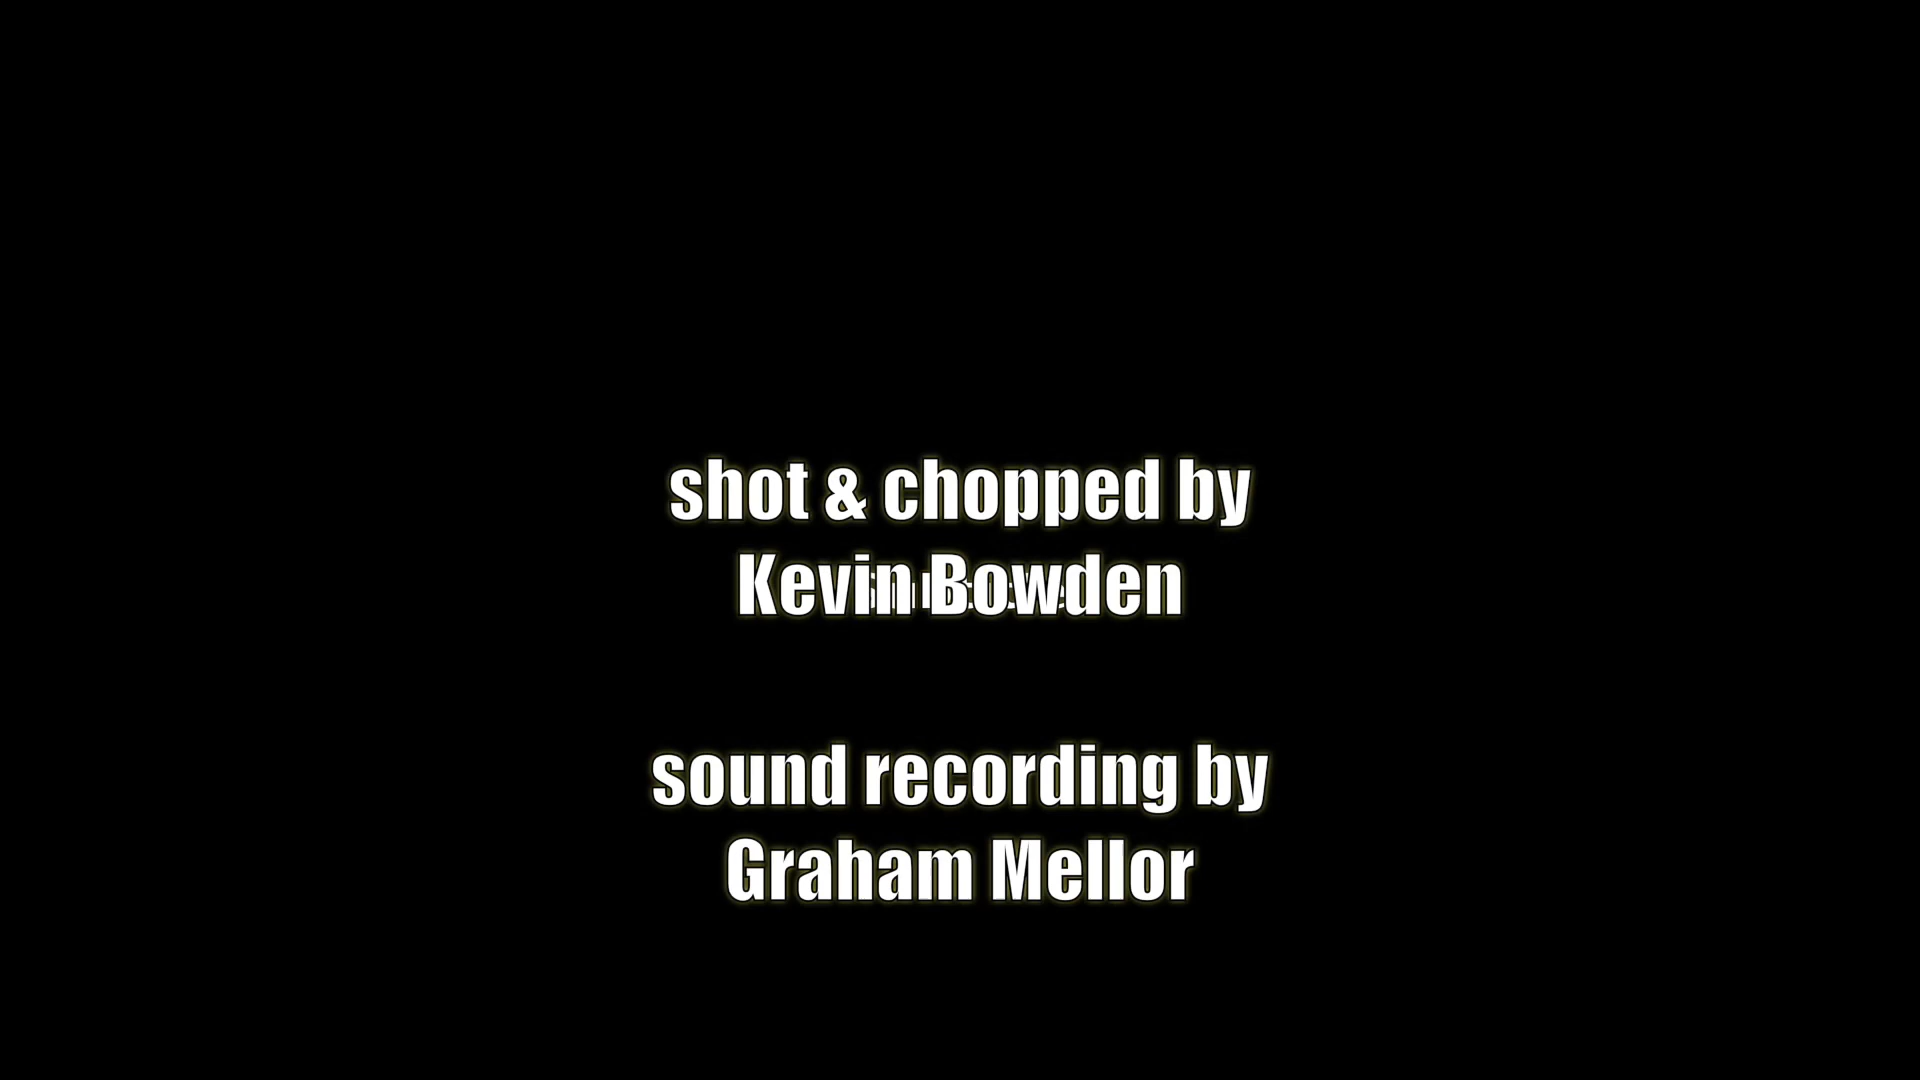 shot & chopped by
Kevin Bowden
sound recording by
Graham Mellor